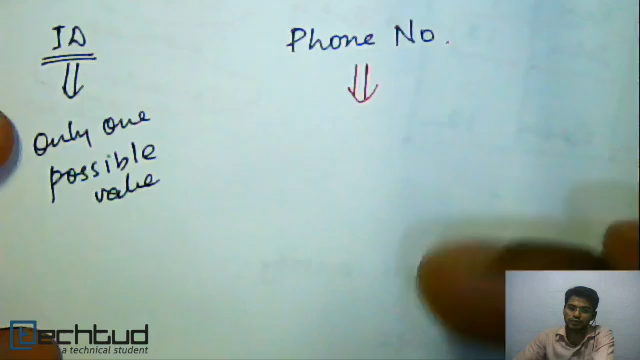 ID
Phone No.
only one
possible
value
techtud
a technical student